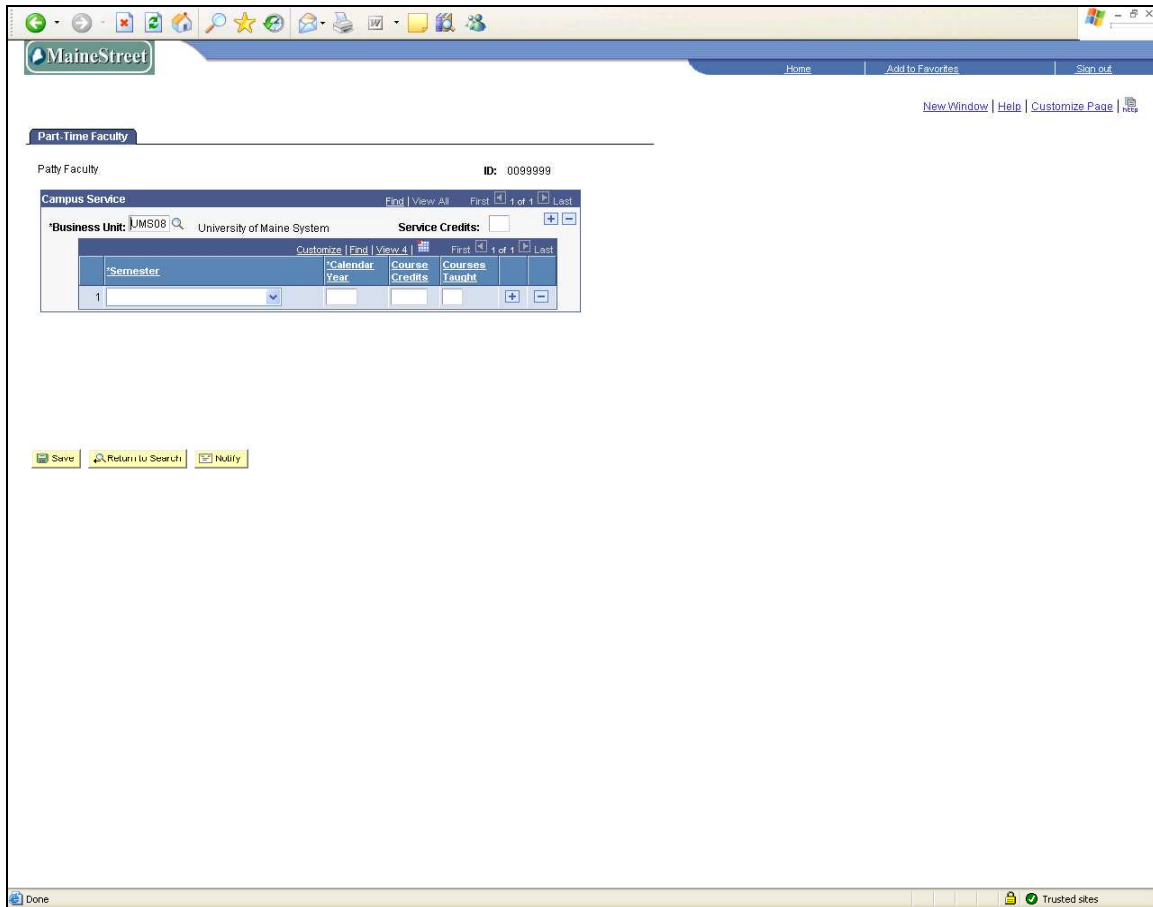 MaineStreet
Home Add to Favorites Sign out
New Window | Help | Customize Page | http
Part-Time Faculty
Patty Faculty ID: 0099999
Campus Service Find | View All First 1 of 1 Last
*Business Unit: UMS08 University of Maine System Service Credits:
Customize | Find | View 4 | First 1 of 1 Last
*Semester *Calendar Year Course Credits Courses Taught
1
Save Return to Search Notify
Done Trusted sites